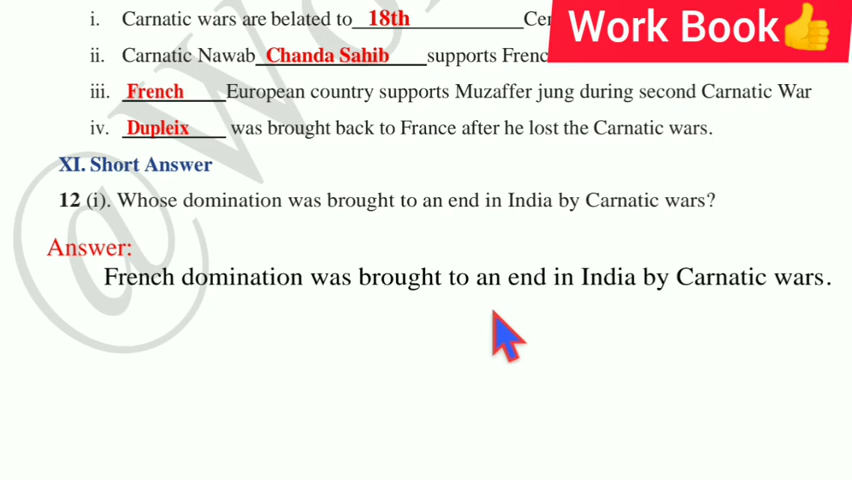 i. Carnatic wars are belated to 18th
Work Book
ii. Carnatic Nawab Chanda Sahib supports
iii. French European country supports Muzaffer jung during second Carnatic War
iv. Dupleix was brought back to France after he lost the Carnatic wars.
XI. Short Answer
12 (i). Whose domination was brought to an end in India by Carnatic wars?
Answer:
French domination was brought to an end in India by Carnatic wars.